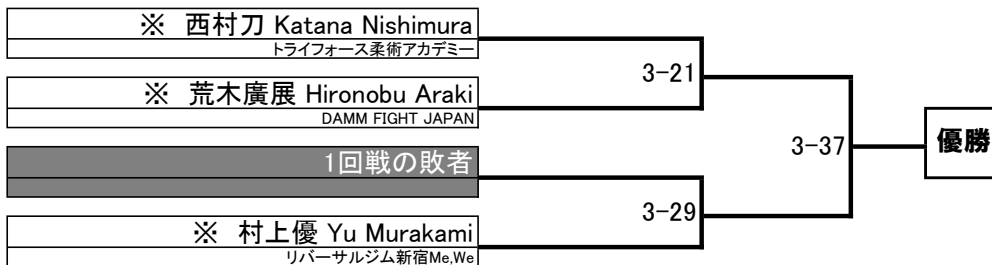 ※ 西村刀 Katana Nishimura
トライフォース柔術アカデミー
3-21
※ 荒木廣展 Hironobu Araki
DAMM FIGHT JAPAN
3-37
優勝
1回戦の敗者
3-29
※ 村上優 Yu Murakami
リバーサルジム新宿Me,We